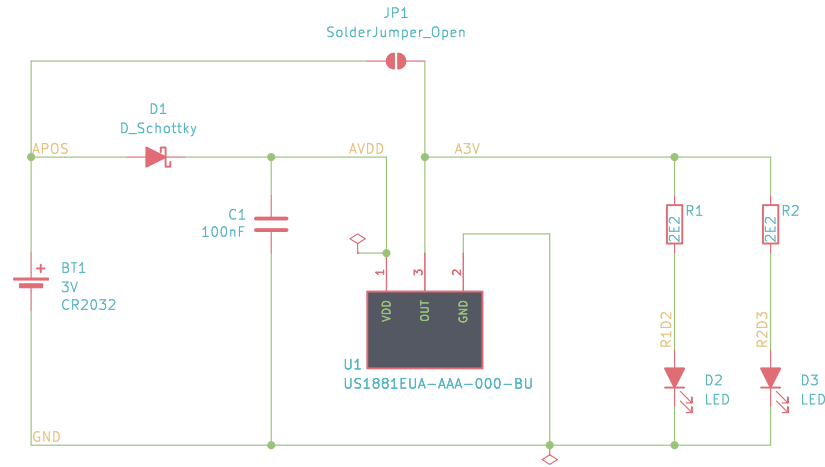 JP1
SolderJumper_Open
D1
D_Schottky
APOS
AVDD
A3V
C1
100nF
R1
2E2
R2
2E2
BT1
3V
CR2032
+
1
3
2
VDD
OUT
GND
U1
US1881EUA-AAA-000-BU
R1D2
R2D3
D2
LED
D3
LED
GND